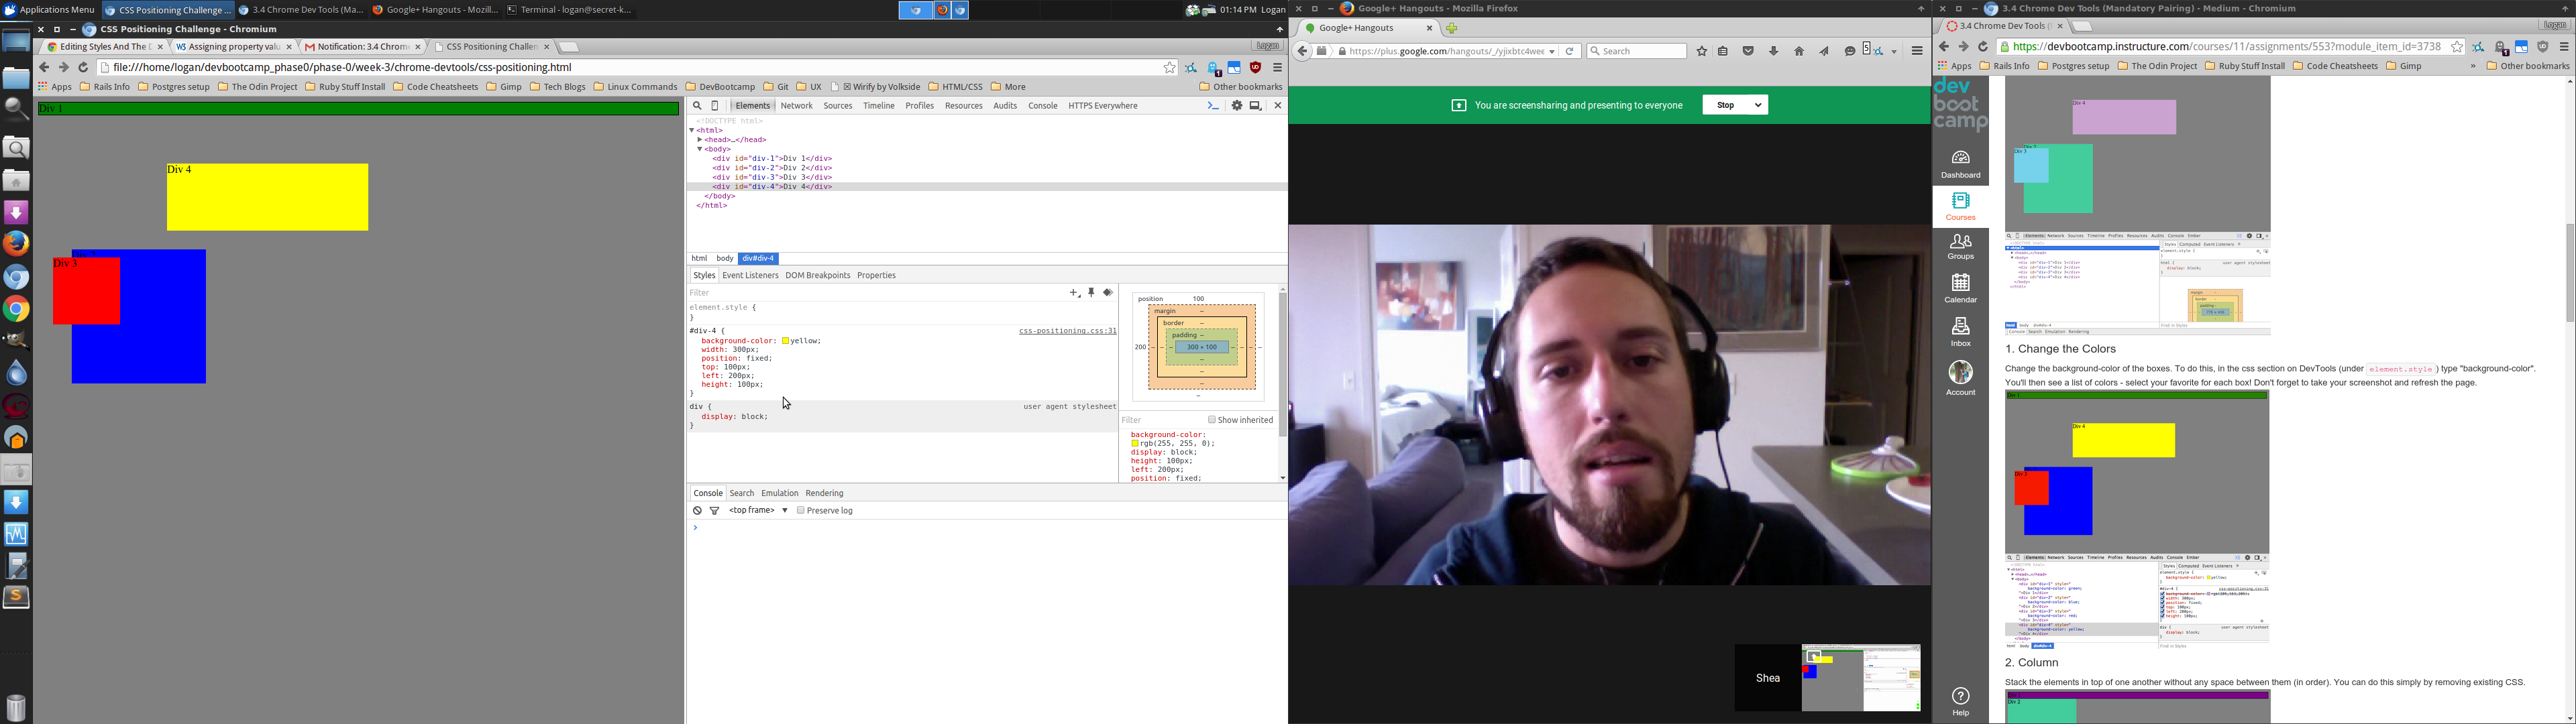 Applications Menu
CSS Positioning Challenge ...
3.4 Chrome Dev Tools (Ma...
Google+ Hangouts - Mozill...
Terminal - logan@secret-k...
01:14 PM Logan
CSS Positioning Challenge - Chromium
Editing Styles And The D
Assigning property valu
Notification: 3.4 Chrome
CSS Positioning Challen
Logan
file:///home/logan/devbootcamp_phase0/phase-0/week-3/chrome-devtools/css-positioning.html
Apps Rails Info Postgres setup The Odin Project Ruby Stuff Install Code Cheatsheets Gimp Tech Blogs Linux Commands DevBootcamp Git UX Wirify by Volkside HTML/CSS More Other bookmarks
Div 1
Div 4
Div 3
Elements Network Sources Timeline Profiles Resources Audits Console HTTPS Everywhere
<!DOCTYPE html>
<html>
<head>…</head>
<body>
<div id="div-1">Div 1</div>
<div id="div-2">Div 2</div>
<div id="div-3">Div 3</div>
<div id="div-4">Div 4</div>
</body>
</html>
html body div#div-4
Styles Event Listeners DOM Breakpoints Properties
Filter
element.style {
}
#div-4 { css-positioning.css:31
background-color: yellow;
width: 300px;
position: fixed;
top: 100px;
left: 200px;
height: 100px;
}
div { user agent stylesheet
display: block;
}
position 100
margin –
border –
padding –
200 – – – 300 × 100 – – – –
–
–
–
–
Filter Show inherited
background-color:
rgb(255, 255, 0);
display: block;
height: 100px;
left: 200px;
position: fixed;
Console Search Emulation Rendering
<top frame> Preserve log
Google+ Hangouts - Mozilla Firefox
Google+ Hangouts
https://plus.google.com/hangouts/_/yjixbtc4wee
Search
5
You are screensharing and presenting to everyone
Stop
Shea
3.4 Chrome Dev Tools (Mandatory Pairing) - Medium - Chromium
3.4 Chrome Dev Tools (
Logan
https://devbootcamp.instructure.com/courses/11/assignments/553?module_item_id=3738
Apps Rails Info Postgres setup The Odin Project Ruby Stuff Install Code Cheatsheets Gimp » Other bookmarks
dev
boot
camp
Dashboard
Courses
Groups
Calendar
Inbox
Account
Help
Div 4
Div 3
1. Change the Colors
Change the background-color of the boxes. To do this, in the css section on DevTools (under element.style ) type "background-color".
You'll then see a list of colors - select your favorite for each box! Don't forget to take your screenshot and refresh the page.
Div 1
Div 4
2. Column
Stack the elements in top of one another without any space between them (in order). You can do this simply by removing existing CSS.
Div 2